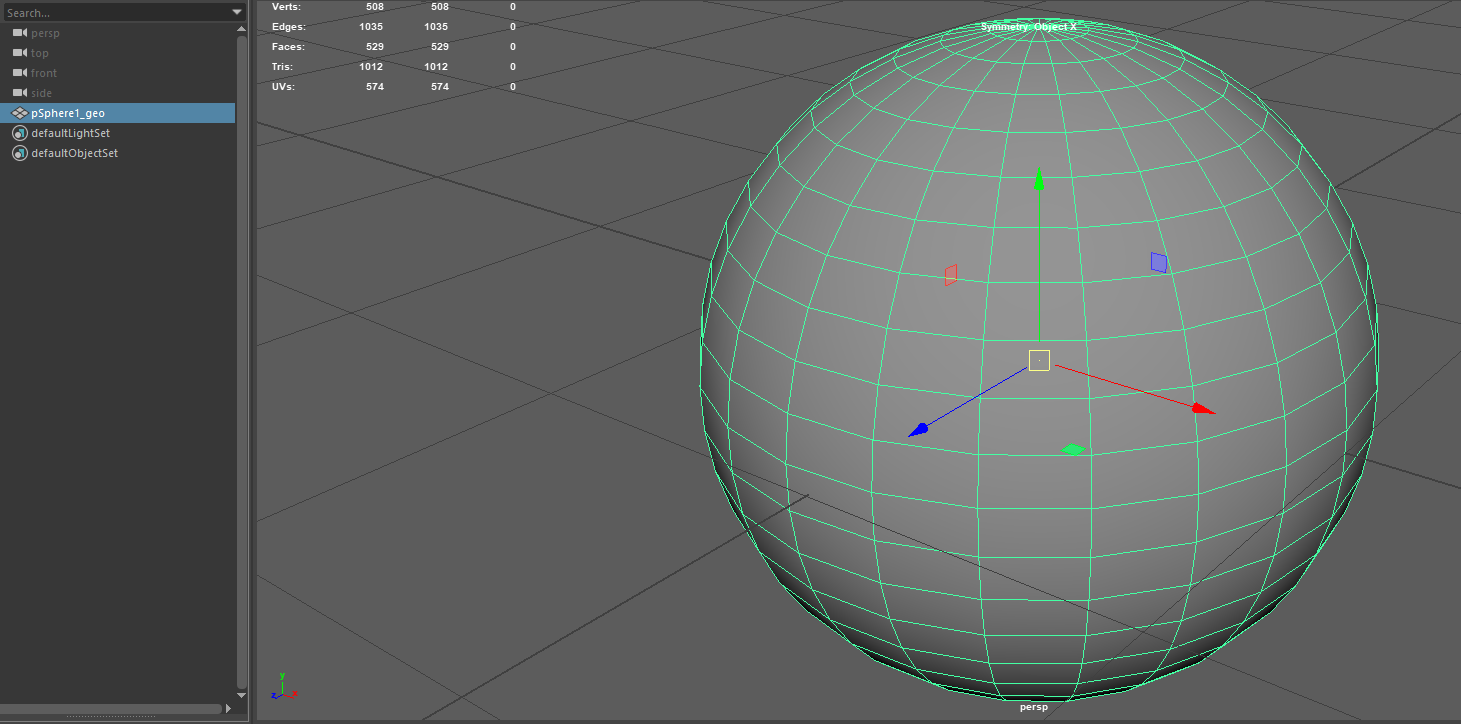 Search...
persp
top
front
side
pSphere1_geo
defaultLightSet
defaultObjectSet
Verts: 508 508 0
Edges: 1035 1035 0
Faces: 529 529 0
Tris: 1012 1012 0
UVs: 574 574 0
Symmetry: Object X
y
z x
persp